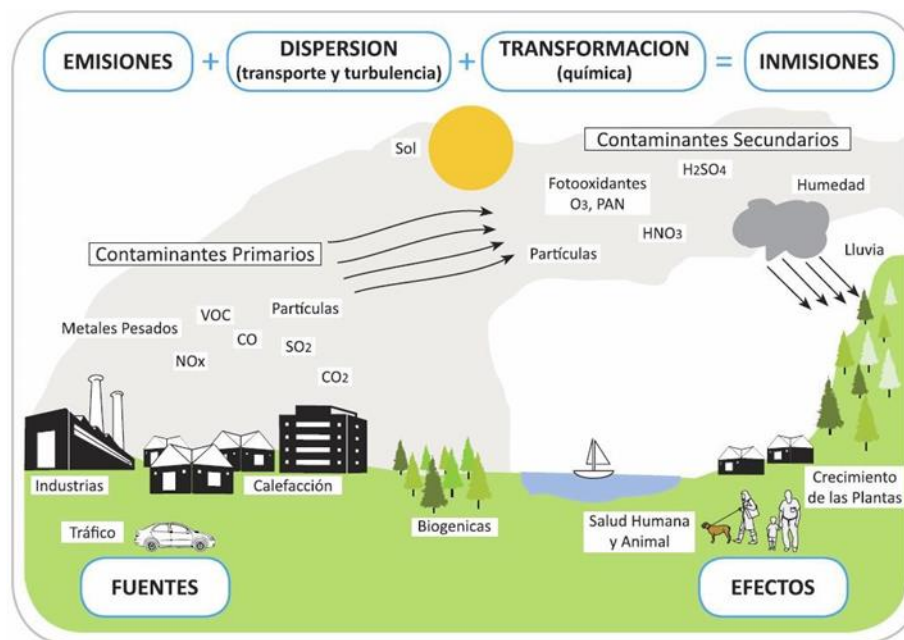 EMISIONES
+
DISPERSION
(transporte y turbulencia)
+
TRANSFORMACION
(química)
=
INMISIONES
Sol
Contaminantes Secundarios
H2SO4
Fotooxidantes
O3, PAN
Humedad
HNO3
Contaminantes Primarios
Partículas
Lluvia
VOC
Partículas
Metales Pesados
CO
SO2
NOx
CO2
Industrias
Calefacción
Crecimiento
de las Plantas
Tráfico
Biogenicas
Salud Humana
y Animal
FUENTES
EFECTOS